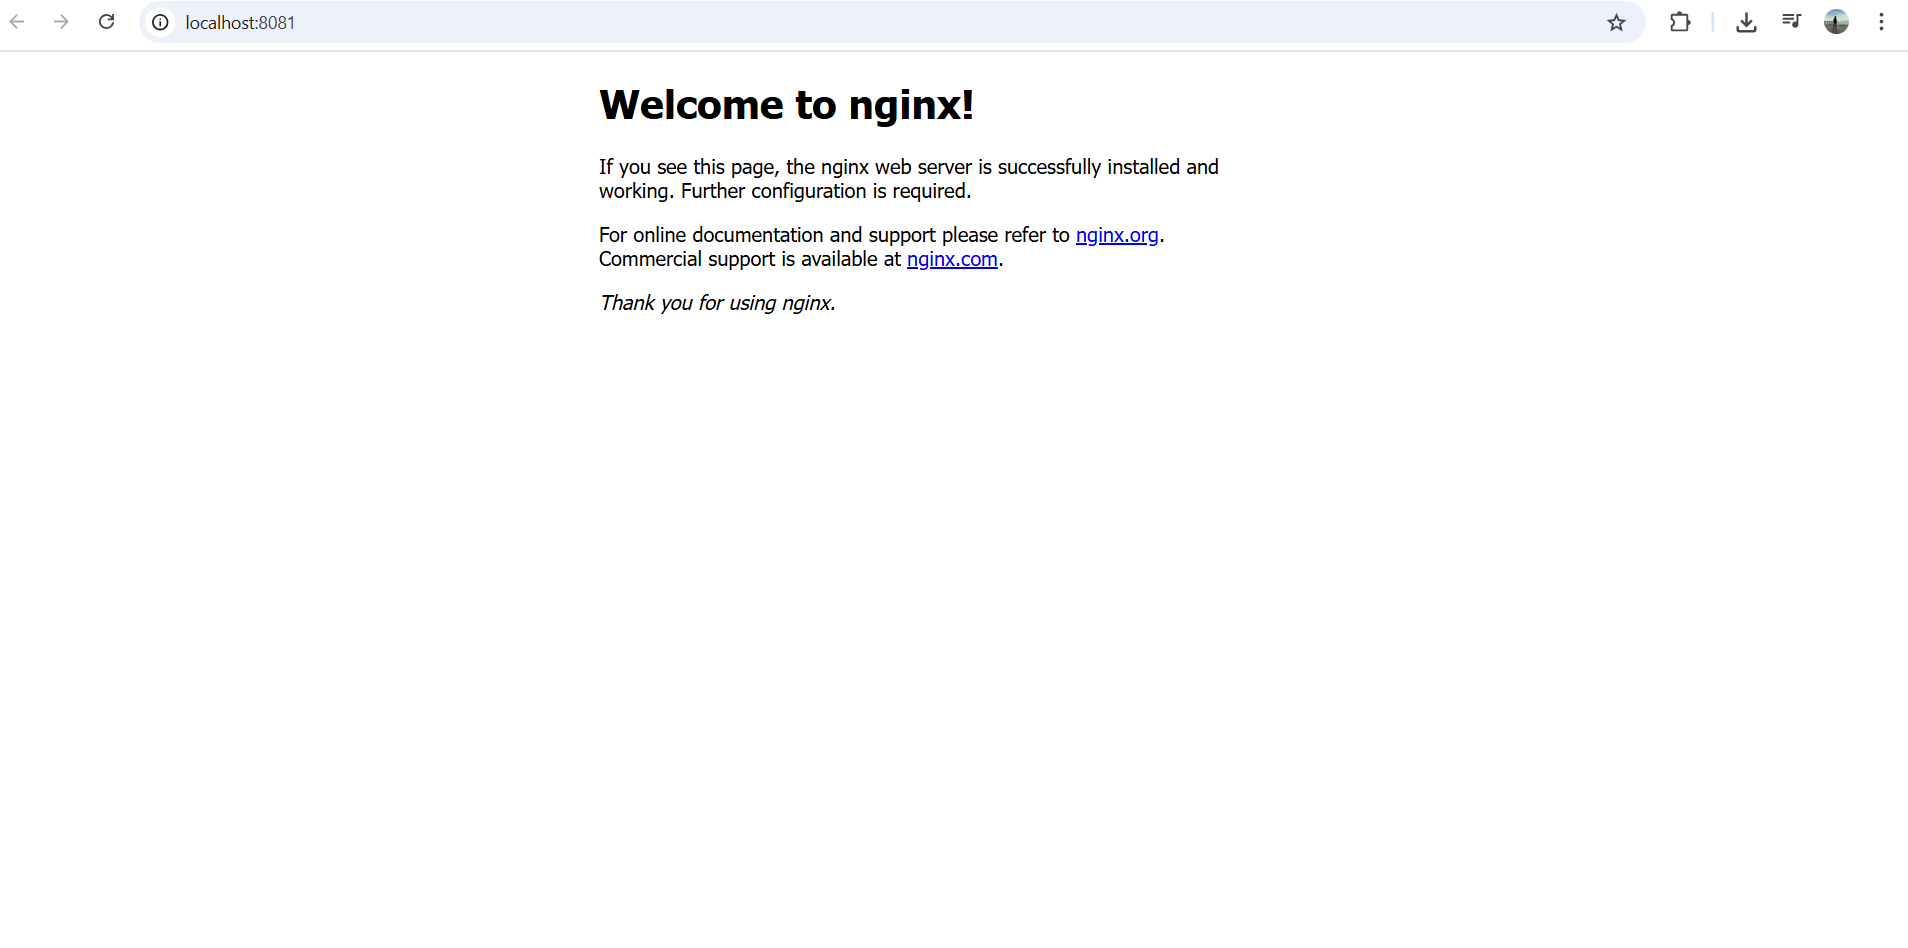 localhost:8081
Welcome to nginx!
If you see this page, the nginx web server is successfully installed and
working. Further configuration is required.
For online documentation and support please refer to nginx.org.
Commercial support is available at nginx.com.
Thank you for using nginx.